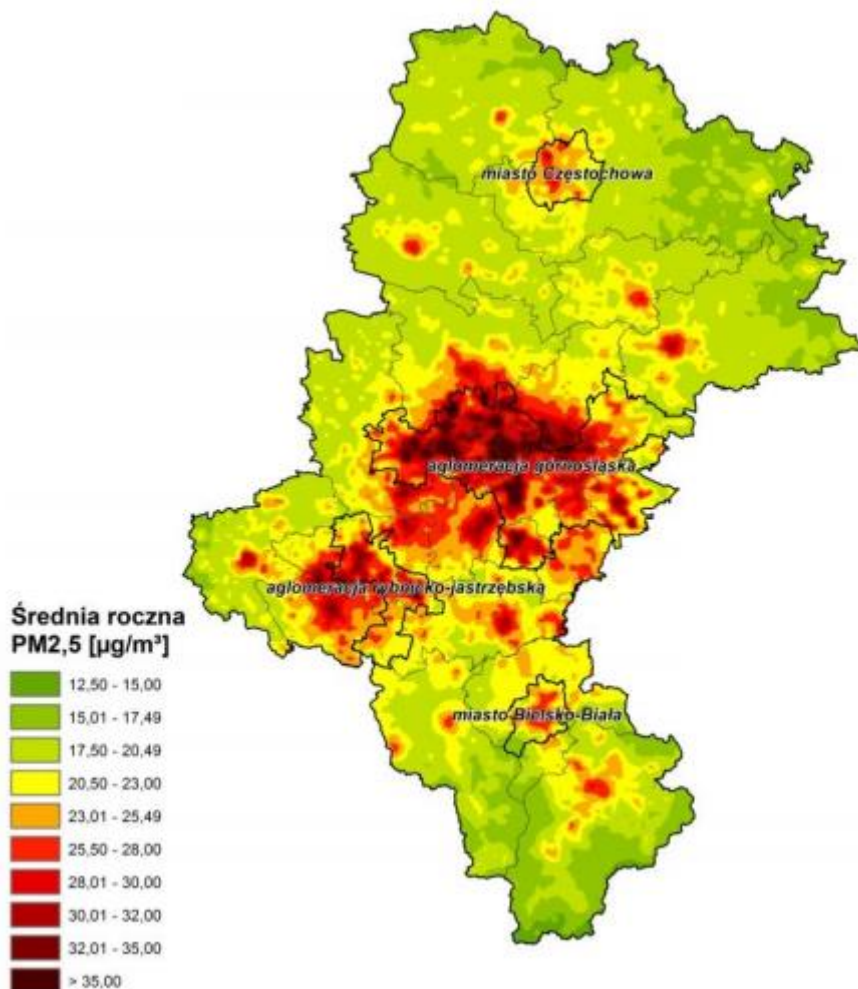 miasto Częstochowa
aglomeracja górnośląska
aglomeracja rybnicko-jastrzębska
Średnia roczna
PM2,5 [µg/m³]
12,50 - 15,00
15,01 - 17,49
17,50 - 20,49
20,50 - 23,00
23,01 - 25,49
25,50 - 28,00
28,01 - 30,00
30,01 - 32,00
32,01 - 35,00
> 35,00
miasto Bielsko-Biała